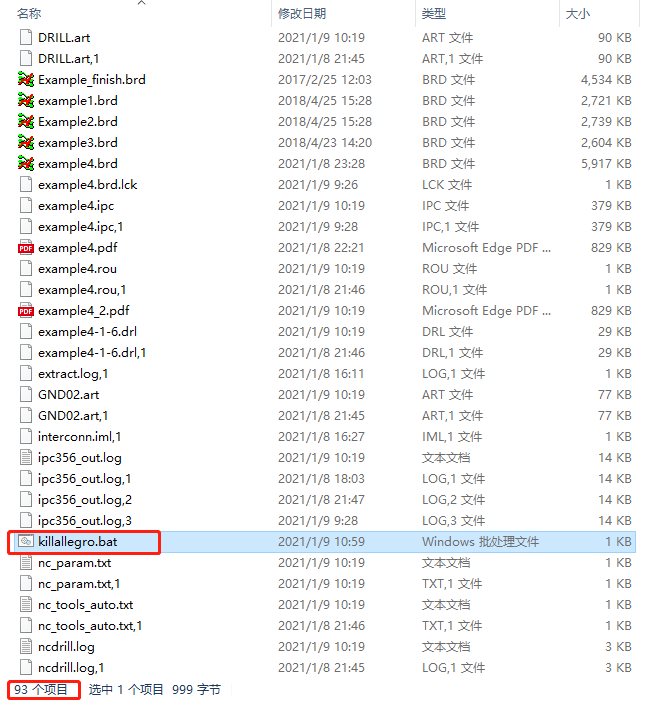 名称 修改日期 类型 大小
DRILL.art 2021/1/9 10:19 ART 文件 90 KB
DRILL.art,1 2021/1/8 21:45 ART,1 文件 90 KB
Example_finish.brd 2017/2/25 12:03 BRD 文件 4,534 KB
example1.brd 2018/4/25 15:28 BRD 文件 2,721 KB
Example2.brd 2018/4/25 15:28 BRD 文件 2,739 KB
example3.brd 2018/4/23 14:20 BRD 文件 2,604 KB
example4.brd 2021/1/8 23:28 BRD 文件 5,917 KB
example4.brd.lck 2021/1/9 9:26 LCK 文件 1 KB
example4.ipc 2021/1/9 10:19 IPC 文件 379 KB
example4.ipc,1 2021/1/9 9:28 IPC,1 文件 379 KB
example4.pdf 2021/1/8 22:21 Microsoft Edge PDF ... 829 KB
example4.rou 2021/1/9 10:19 ROU 文件 1 KB
example4.rou,1 2021/1/8 21:46 ROU,1 文件 1 KB
example4_2.pdf 2021/1/9 10:19 Microsoft Edge PDF ... 829 KB
example4-1-6.drl 2021/1/9 10:19 DRL 文件 29 KB
example4-1-6.drl,1 2021/1/8 21:46 DRL,1 文件 29 KB
extract.log,1 2021/1/8 16:11 LOG,1 文件 1 KB
GND02.art 2021/1/9 10:19 ART 文件 77 KB
GND02.art,1 2021/1/8 21:45 ART,1 文件 77 KB
interconn.iml,1 2021/1/8 16:27 IML,1 文件 1 KB
ipc356_out.log 2021/1/9 10:19 文本文档 14 KB
ipc356_out.log,1 2021/1/8 18:03 LOG,1 文件 14 KB
ipc356_out.log,2 2021/1/8 21:47 LOG,2 文件 14 KB
ipc356_out.log,3 2021/1/9 9:28 LOG,3 文件 14 KB
killallegro.bat 2021/1/9 10:59 Windows 批处理文件 1 KB
nc_param.txt 2021/1/9 10:19 文本文档 1 KB
nc_param.txt,1 2021/1/9 10:19 TXT,1 文件 1 KB
nc_tools_auto.txt 2021/1/9 10:19 文本文档 1 KB
nc_tools_auto.txt,1 2021/1/8 21:46 TXT,1 文件 1 KB
ncdrill.log 2021/1/9 10:19 文本文档 3 KB
ncdrill.log,1 2021/1/8 21:45 LOG,1 文件 3 KB
93 个项目 选中 1 个项目 999 字节